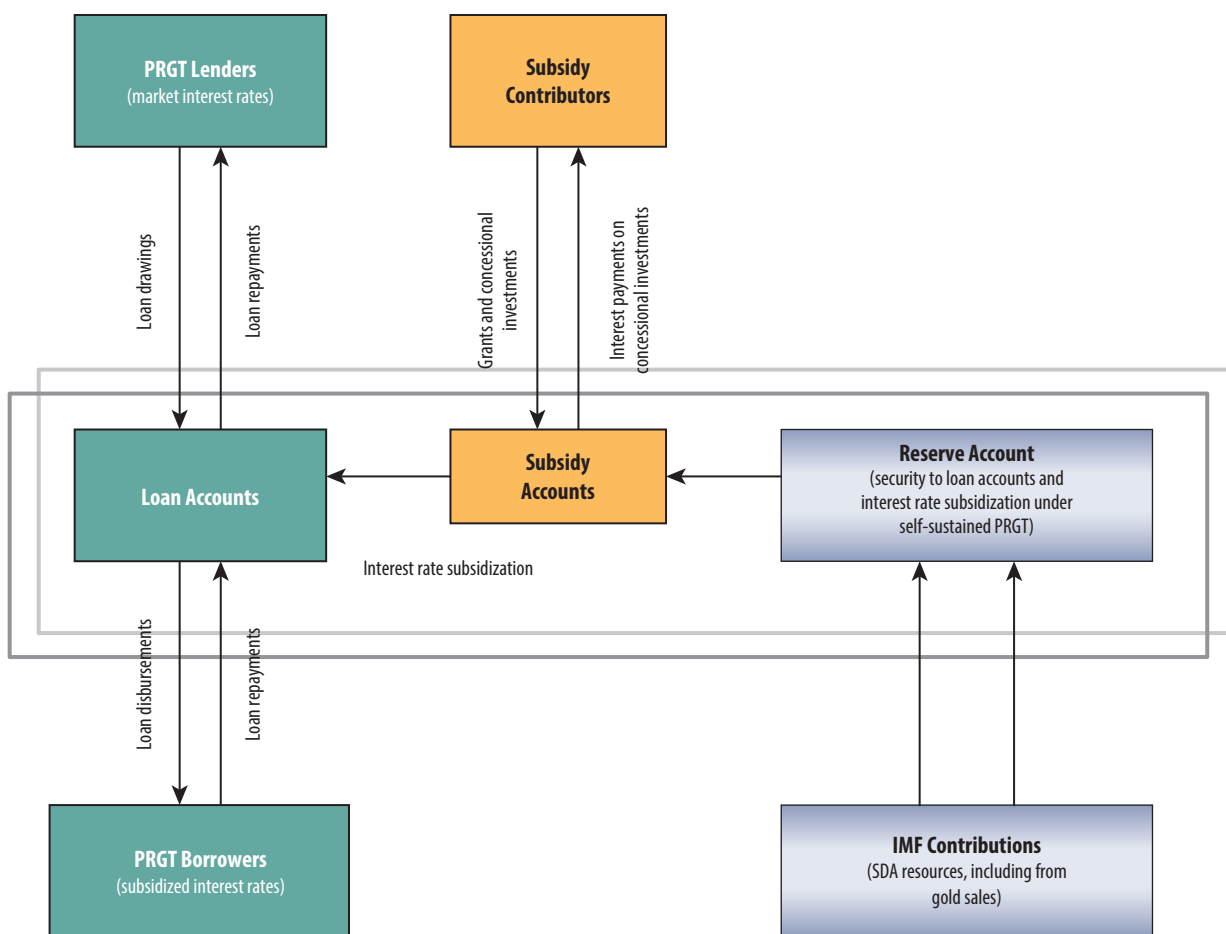 PRGT Lenders
(market interest rates)
Subsidy
Contributors
Loan drawings
Loan repayments
Grants and concessional
investments
Interest payments on
concessional investments
Loan Accounts
Subsidy
Accounts
Reserve Account
(security to loan accounts and
interest rate subsidization under
self-sustained PRGT)
Interest rate subsidization
Loan disbursements
Loan repayments
PRGT Borrowers
(subsidized interest rates)
IMF Contributions
(SDA resources, including from
gold sales)